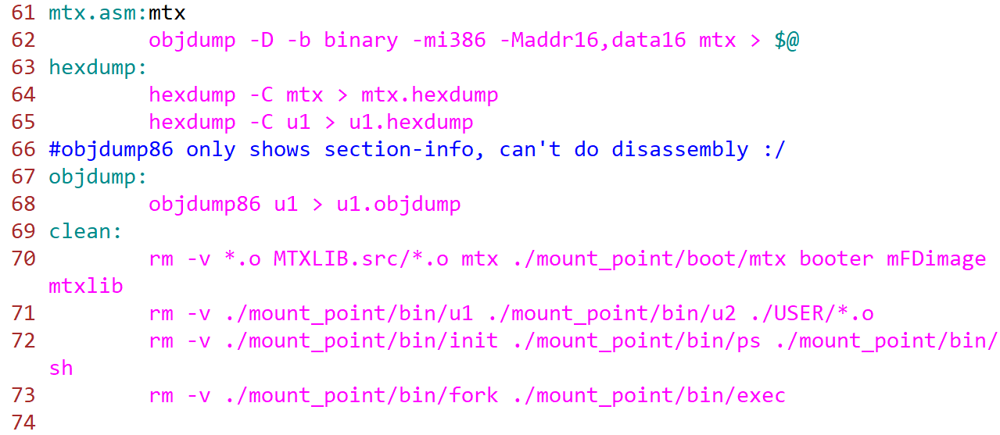 61 mtx.asm:mtx
62         objdump -D -b binary -mi386 -Maddr16,data16 mtx > $@
63 hexdump:
64         hexdump -C mtx > mtx.hexdump
65         hexdump -C u1 > u1.hexdump
66 #objdump86 only shows section-info, can't do disassembly :/
67 objdump:
68         objdump86 u1 > u1.objdump
69 clean:
70         rm -v *.o MTXLIB.src/*.o mtx ./mount_point/boot/mtx booter mFDimage
mtxlib
71         rm -v ./mount_point/bin/u1 ./mount_point/bin/u2 ./USER/*.o
72         rm -v ./mount_point/bin/init ./mount_point/bin/ps ./mount_point/bin/
sh
73         rm -v ./mount_point/bin/fork ./mount_point/bin/exec
74